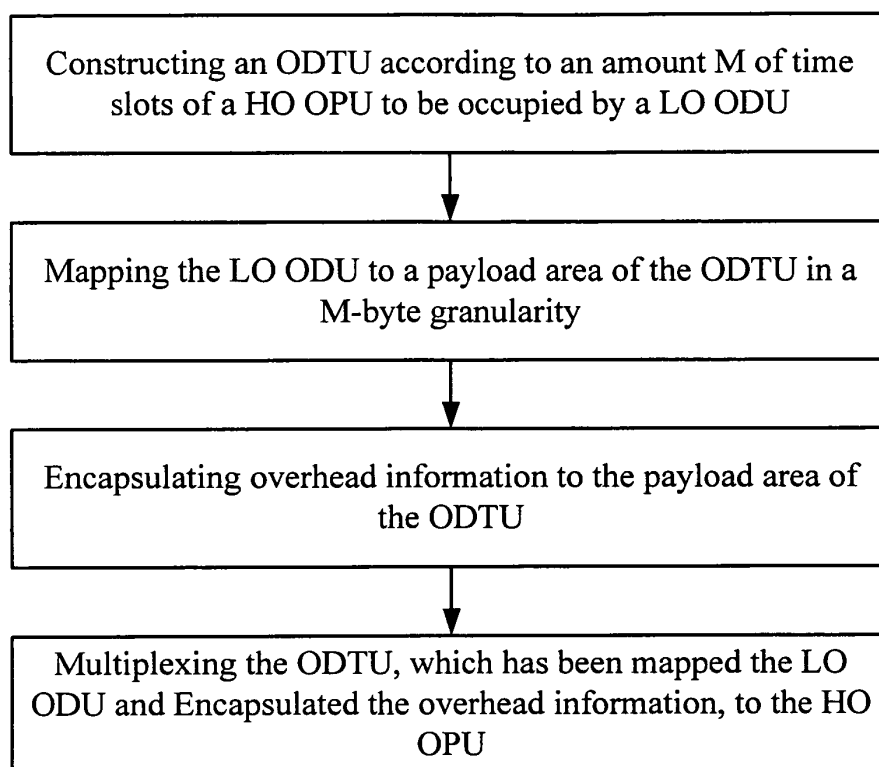 Constructing an ODTU according to an amount M of time
slots of a HO OPU to be occupied by a LO ODU
Mapping the LO ODU to a payload area of the ODTU in a
M-byte granularity
Encapsulating overhead information to the payload area of
the ODTU
Multiplexing the ODTU, which has been mapped the LO
ODU and Encapsulated the overhead information, to the HO
OPU